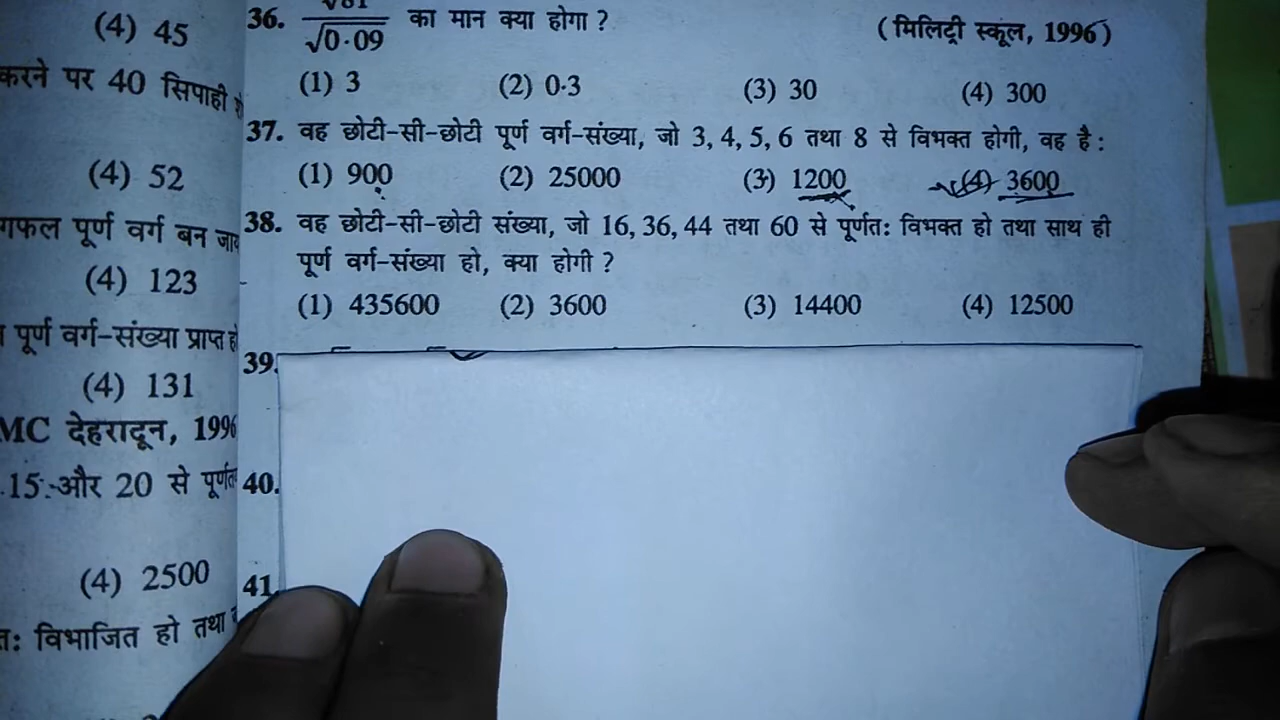 (4) 45
करने पर 40 सिपाही
(4) 52
गफल पूर्ण वर्ग बन जाय
(4) 123
पूर्ण वर्ग-संख्या प्राप्त
(4) 131
MC देहरादून, 1996
15 और 20 से
(4) 2500
विभाजित हो तथा
36. √81 / √0·09 का मान क्या होगा ?
(मिलिट्री स्कूल, 1996)
(1) 3 (2) 0·3 (3) 30 (4) 300
37. वह छोटी-सी-छोटी पूर्ण वर्ग-संख्या, जो 3, 4, 5, 6 तथा 8 से विभक्त होगी, वह है :
(1) 900 (2) 25000 (3) 1200 (4) 3600
38. वह छोटी-सी-छोटी संख्या, जो 16, 36, 44 तथा 60 से पूर्णतः विभक्त हो तथा साथ ही
पूर्ण वर्ग-संख्या हो, क्या होगी ?
(1) 435600 (2) 3600 (3) 14400 (4) 12500
39.
40.
41.